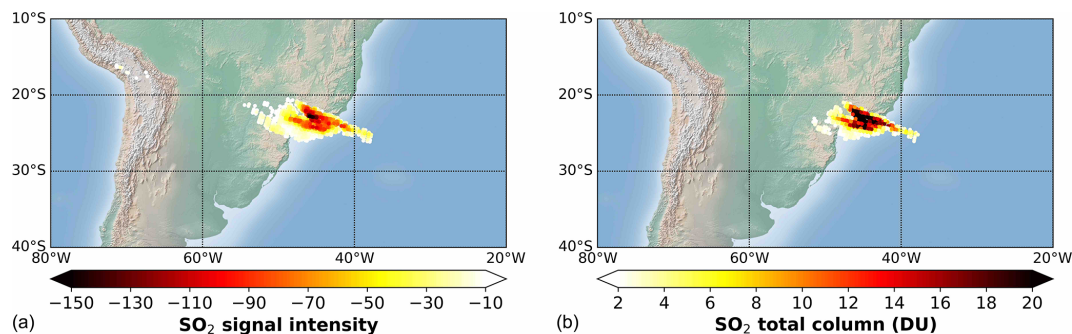 10°S
20°S
30°S
40°S
80°W 60°W 40°W 20°W
−150 −130 −110 −90 −70 −50 −30 −10
(a) SO₂ signal intensity
10°S
20°S
30°S
40°S
80°W 60°W 40°W 20°W
2 4 6 8 10 12 14 16 18 20
(b) SO₂ total column (DU)